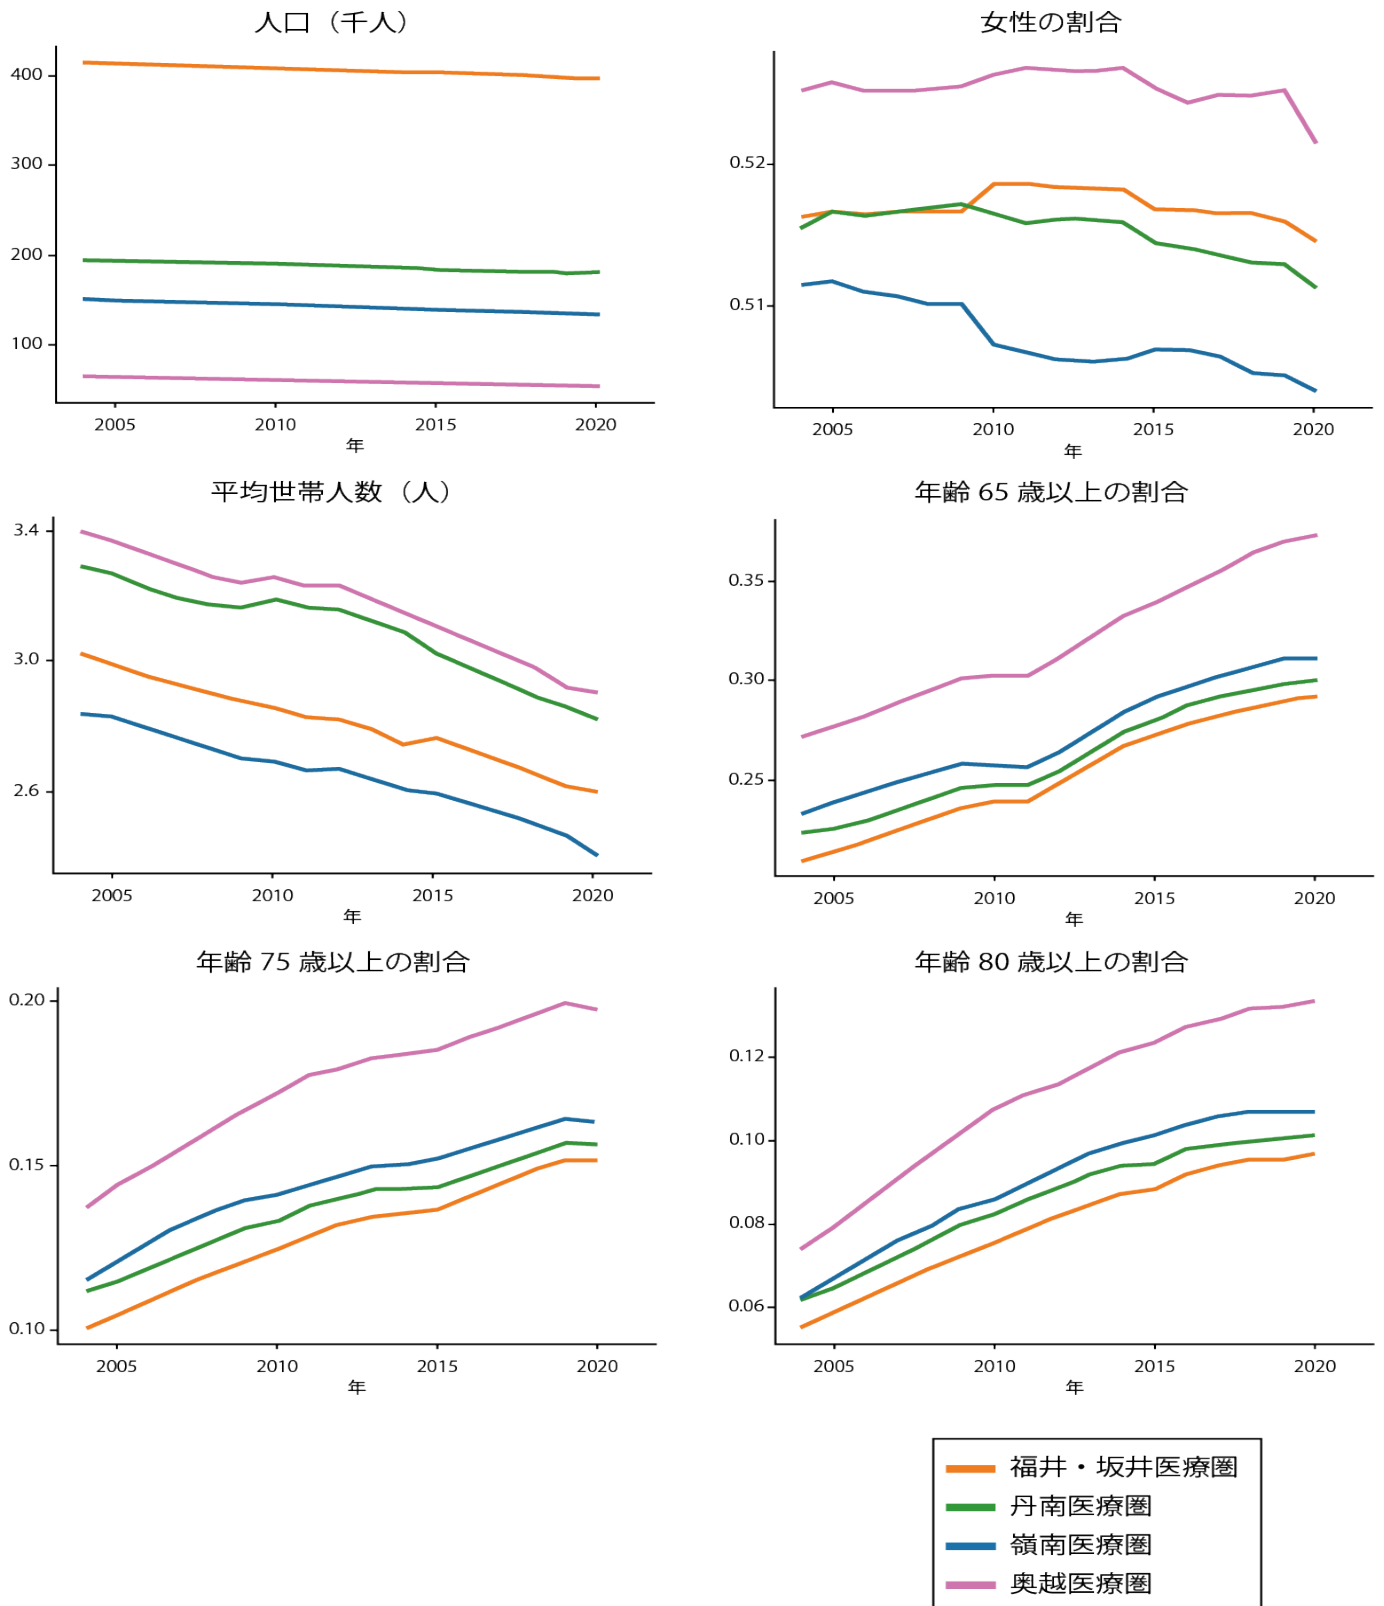 人口（千人）
400
300
200
100
2005 2010 2015 2020
年
女性の割合
0.52
0.51
2005 2010 2015 2020
年
平均世帯人数（人）
3.4
3.0
2.6
2005 2010 2015 2020
年
年齢 65 歳以上の割合
0.35
0.30
0.25
2005 2010 2015 2020
年
年齢 75 歳以上の割合
0.20
0.15
0.10
2005 2010 2015 2020
年
年齢 80 歳以上の割合
0.12
0.10
0.08
0.06
2005 2010 2015 2020
年
福井・坂井医療圏
丹南医療圏
嶺南医療圏
奥越医療圏